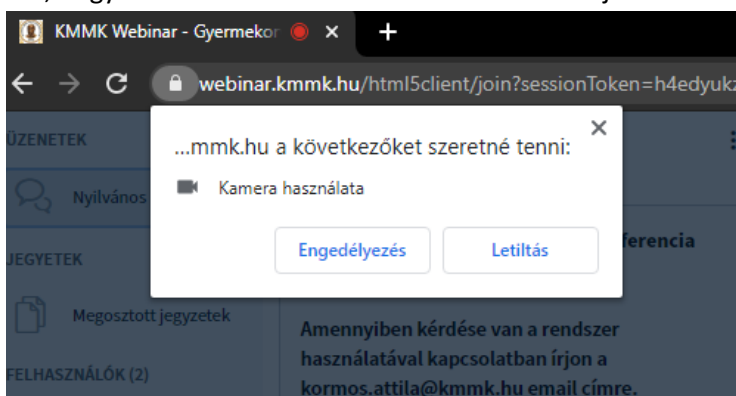 KMMK Webinar - Gyermekor
webinar.kmmk.hu/html5client/join?sessionToken=h4edyukz
...mmk.hu a következőket szeretné tenni:
Kamera használata
Engedélyezés
Letiltás
ÜZENETEK
Nyilvános
JEGYZETEK
ferencia
Megosztott jegyzetek
Amennyiben kérdése van a rendszer
használatával kapcsolatban írjon a
FELHASZNÁLÓK (2)
kormos.attila@kmmk.hu email címre.